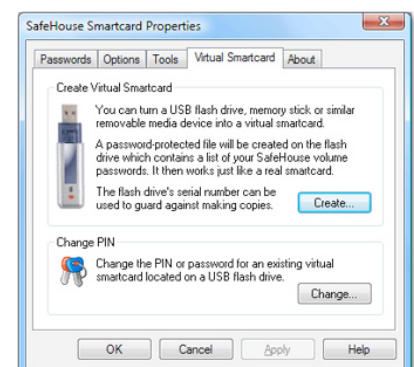 SafeHouse Smartcard Properties
Passwords Options Tools Virtual Smartcard About
Create Virtual Smartcard
You can turn a USB flash drive, memory stick or similar
removable media device into a virtual smartcard.
A password-protected file will be created on the flash
drive which contains a list of your SafeHouse volume
passwords. It then works just like a real smartcard.
The flash drive's serial number can be
used to guard against making copies.
Create...
Change PIN
Change the PIN or password for an existing virtual
smartcard located on a USB flash drive.
Change...
OK Cancel Apply Help